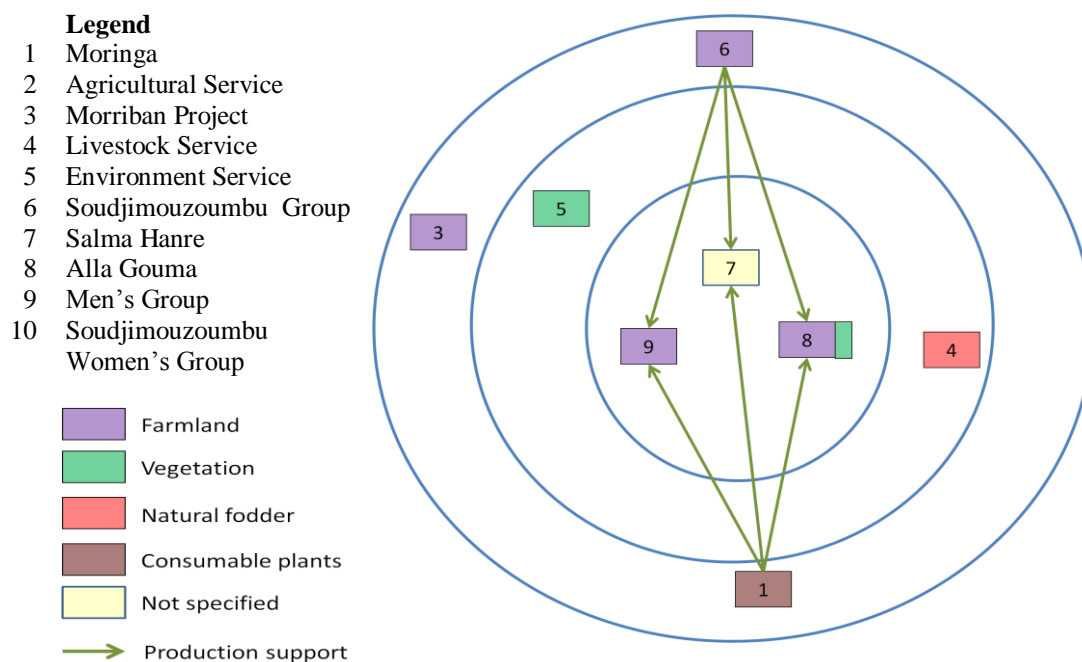 Legend
1 Moringa
2 Agricultural Service
3 Morriban Project
4 Livestock Service
5 Environment Service
6 Soudjimouzoumbu Group
7 Salma Hanre
8 Alla Gouma
9 Men's Group
10 Soudjimouzoumbu
Women's Group
Farmland
Vegetation
Natural fodder
Consumable plants
Not specified
Production support
6
5
3
7
9
8
4
1